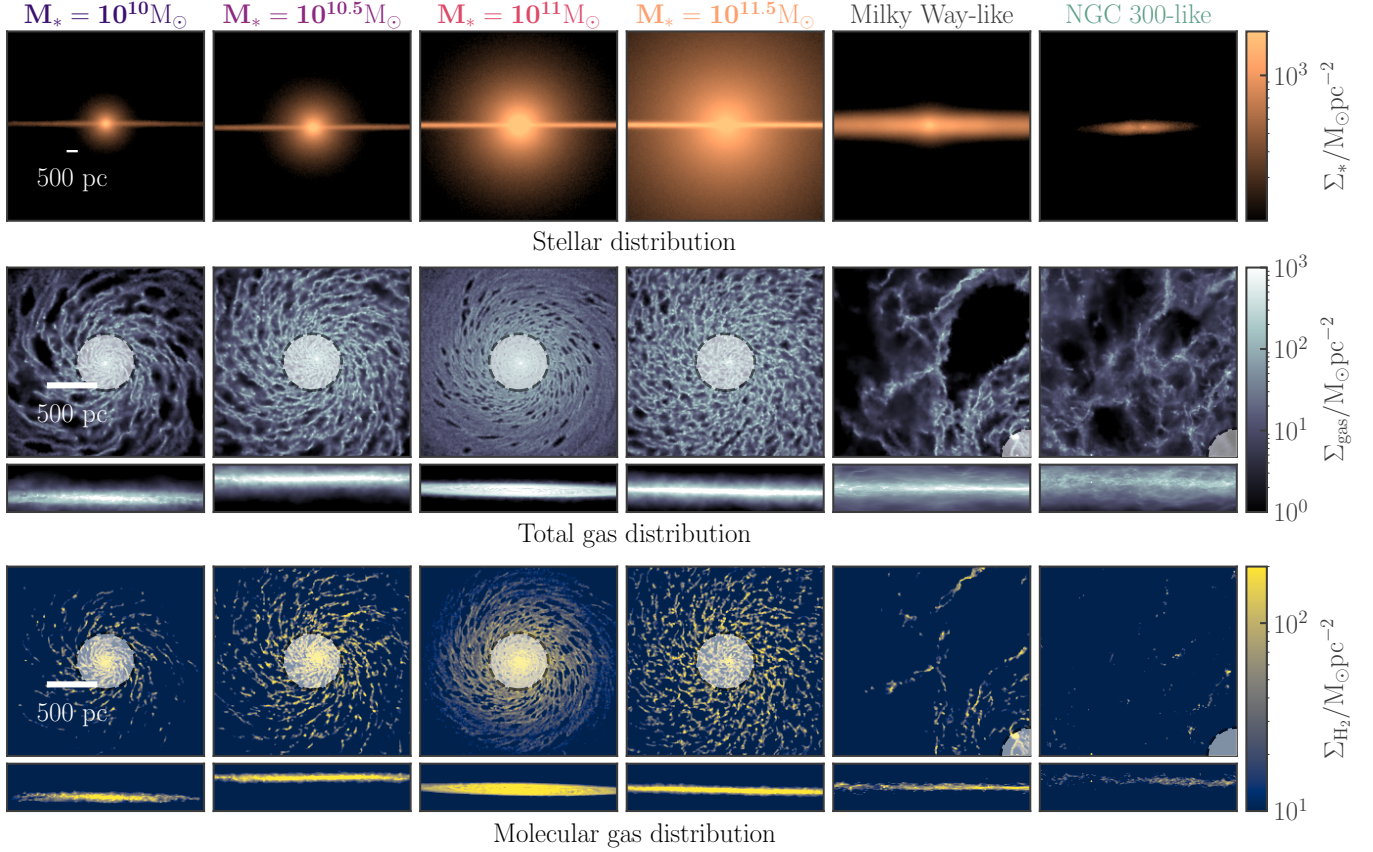 M* = 10^10 M⊙
M* = 10^10.5 M⊙
M* = 10^11 M⊙
M* = 10^11.5 M⊙
Milky Way-like
NGC 300-like
500 pc
10^3
Σ*/M⊙pc^−2
Stellar distribution
500 pc
10^3
10^2
10^1
10^0
Σgas/M⊙pc^−2
Total gas distribution
500 pc
10^2
10^1
ΣH2/M⊙pc^−2
Molecular gas distribution